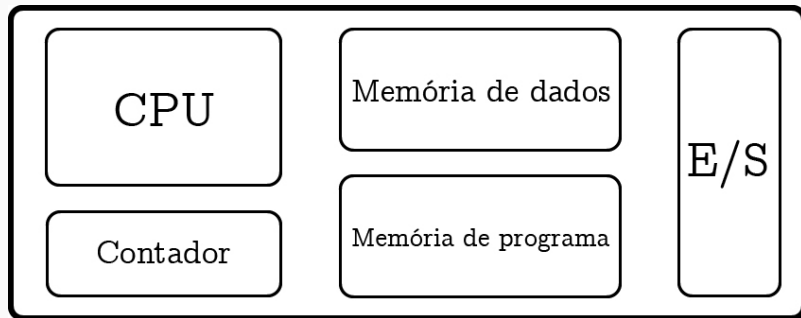 CPU
Contador
Memória de dados
Memória de programa
E/S